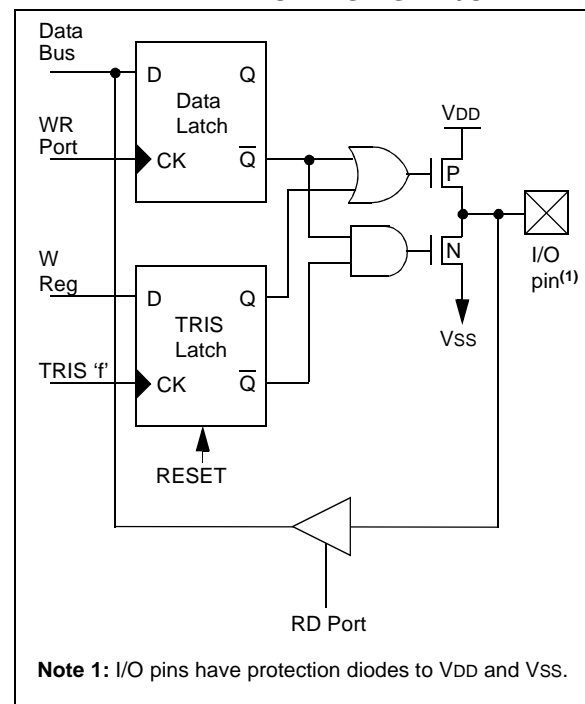 Data
Bus
D
Q
Data
Latch
WR
Port
CK
Q
VDD
P
N
I/O
pin(1)
VSS
W
Reg
D
Q
TRIS
Latch
TRIS 'f'
CK
Q
RESET
RD Port
Note 1: I/O pins have protection diodes to VDD and VSS.